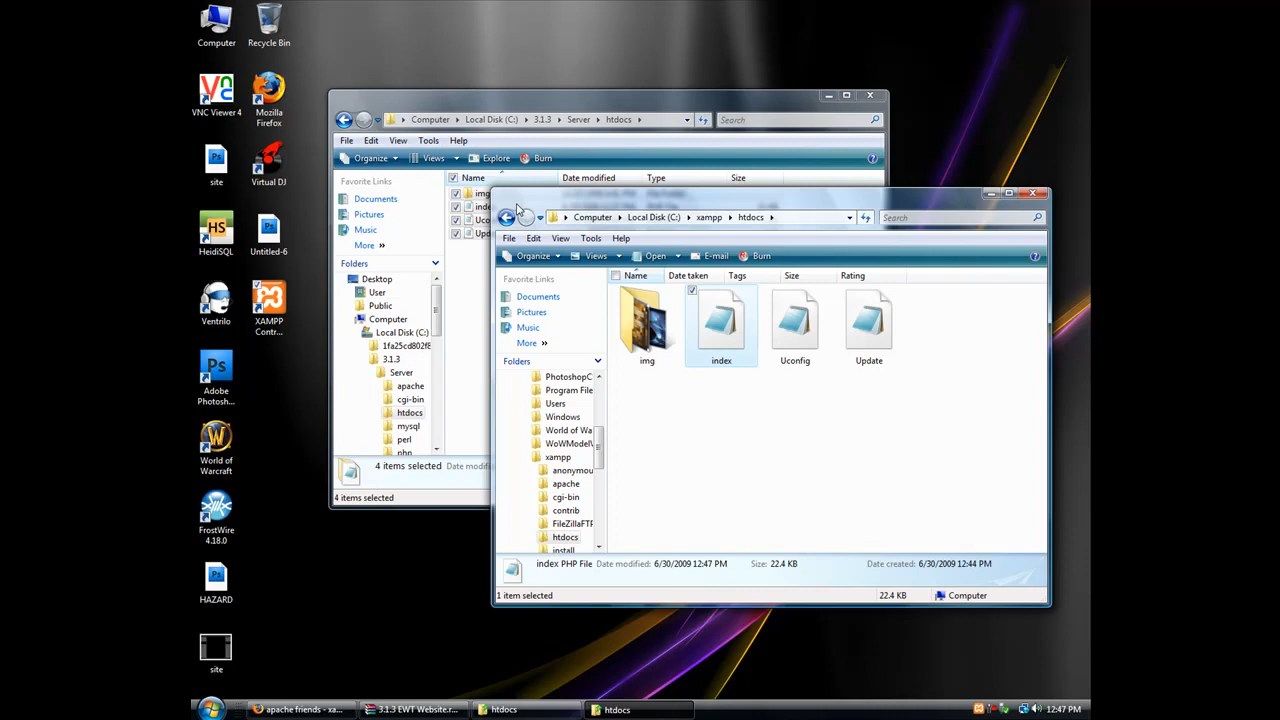 Computer
Recycle Bin
VNC Viewer 4
Mozilla
Firefox
site
Virtual DJ
HeidiSQL
Untitled-6
Ventrilo
XAMPP
Contr...
Adobe
Photosh...
World of
Warcraft
FrostWire
4.18.0
HAZARD
site
Computer Local Disk (C:) 3.1.3 Server htdocs
Search
File Edit View Tools Help
Organize Views Explore Burn
Favorite Links
Documents
Pictures
Music
More »
Folders
Desktop
User
Public
Computer
Local Disk (C:)
1fa25cd802f8
3.1.3
Server
apache
cgi-bin
htdocs
mysql
perl
php
Name Date modified Type Size
img
inde
Uco
Upd
4 items selected Date modifie
4 items selected
Computer Local Disk (C:) xampp htdocs
Search
File Edit View Tools Help
Organize Views Open E-mail Burn
Favorite Links
Documents
Pictures
Music
More »
Folders
PhotoshopC
Program File
Users
Windows
World of Wa
WoWModelV
xampp
anonymou
apache
cgi-bin
contrib
FileZillaFTP
htdocs
install
Name Date taken Tags Size Rating
img
index
Uconfig
Update
index PHP File Date modified: 6/30/2009 12:47 PM Size: 22.4 KB Date created: 6/30/2009 12:44 PM
1 item selected 22.4 KB Computer
apache friends - xa... 3.1.3 EWT Website.r... htdocs htdocs 12:47 PM